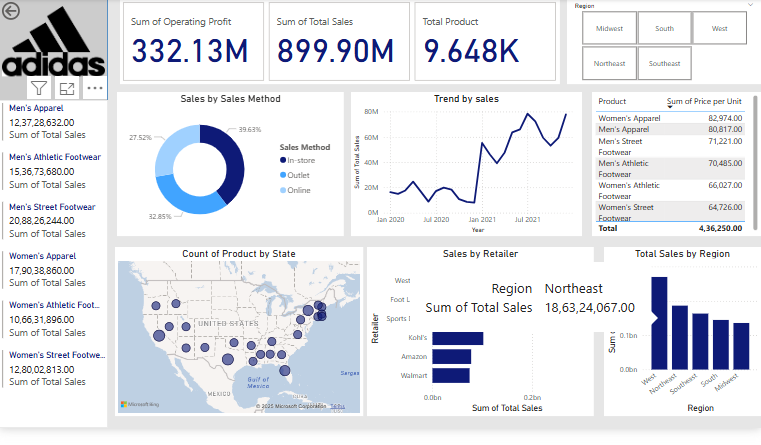 adidas
Men's Apparel
12,37,28,632.00
Sum of Total Sales
Men's Athletic Footwear
15,36,73,680.00
Sum of Total Sales
Men's Street Footwear
20,88,26,244.00
Sum of Total Sales
Women's Apparel
17,90,38,860.00
Sum of Total Sales
Women's Athletic Foot...
10,66,31,896.00
Sum of Total Sales
Women's Street Footwe...
12,80,02,813.00
Sum of Total Sales
Sum of Operating Profit
332.13M
Sum of Total Sales
899.90M
Total Product
9.648K
Region
Midwest
South
West
Northeast
Southeast
Sales by Sales Method
39.63%
27.52%
32.85%
Sales Method
In-store
Outlet
Online
Trend by sales
Sum of Total Sales
80M
60M
40M
20M
0M
Jan 2020
Jul 2020
Jan 2021
Jul 2021
Year
Product Sum of Price per Unit
Women's Apparel 82,974.00
Men's Apparel 80,817.00
Men's Street 71,221.00
Footwear
Men's Athletic 70,485.00
Footwear
Women's Athletic 66,027.00
Footwear
Women's Street 64,726.00
Footwear
Total 4,36,250.00
Count of Product by State
UNITED STATES
Gulf of
Mexico
MEXICO
Sargas
Microsoft Bing
© 2025 Microsoft Corporation Terms
Sales by Retailer
Retailer
West
Foot L
Sports
Kohl's
Amazon
Walmart
0.0bn
0.2bn
Sum of Total Sales
Region Northeast
Sum of Total Sales 18,63,24,067.00
Total Sales by Region
Sum
0.1bn
0.0bn
West
Northeast
Southeast
South
Midwest
Region